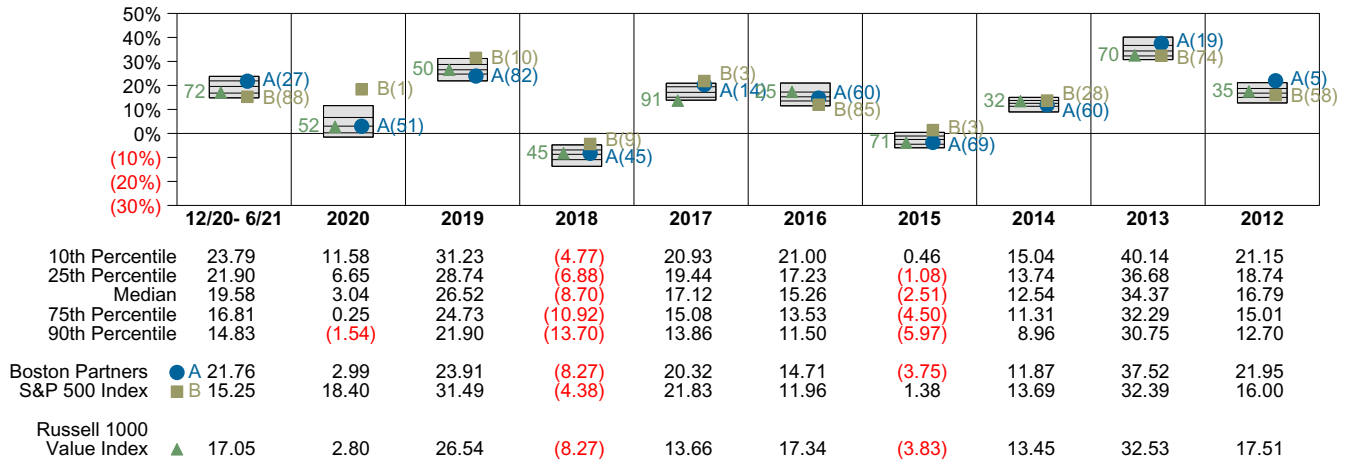 50%
40%
30%
20%
10%
0%
(10%)
(20%)
(30%)
72 A(27) B(88)
52 B(1) A(51)
50 B(10) A(82)
45 B(9) A(45)
91 B(3) A(14)
25 A(60) B(85)
71 B(3) A(69)
32 B(28) A(60)
70 A(19) B(74)
35 A(5) B(58)
12/20- 6/21 2020 2019 2018 2017 2016 2015 2014 2013 2012
10th Percentile 23.79 11.58 31.23 (4.77) 20.93 21.00 0.46 15.04 40.14 21.15
25th Percentile 21.90 6.65 28.74 (6.88) 19.44 17.23 (1.08) 13.74 36.68 18.74
Median 19.58 3.04 26.52 (8.70) 17.12 15.26 (2.51) 12.54 34.37 16.79
75th Percentile 16.81 0.25 24.73 (10.92) 15.08 13.53 (4.50) 11.31 32.29 15.01
90th Percentile 14.83 (1.54) 21.90 (13.70) 13.86 11.50 (5.97) 8.96 30.75 12.70
Boston Partners A 21.76 2.99 23.91 (8.27) 20.32 14.71 (3.75) 11.87 37.52 21.95
S&P 500 Index B 15.25 18.40 31.49 (4.38) 21.83 11.96 1.38 13.69 32.39 16.00
Russell 1000
Value Index 17.05 2.80 26.54 (8.27) 13.66 17.34 (3.83) 13.45 32.53 17.51